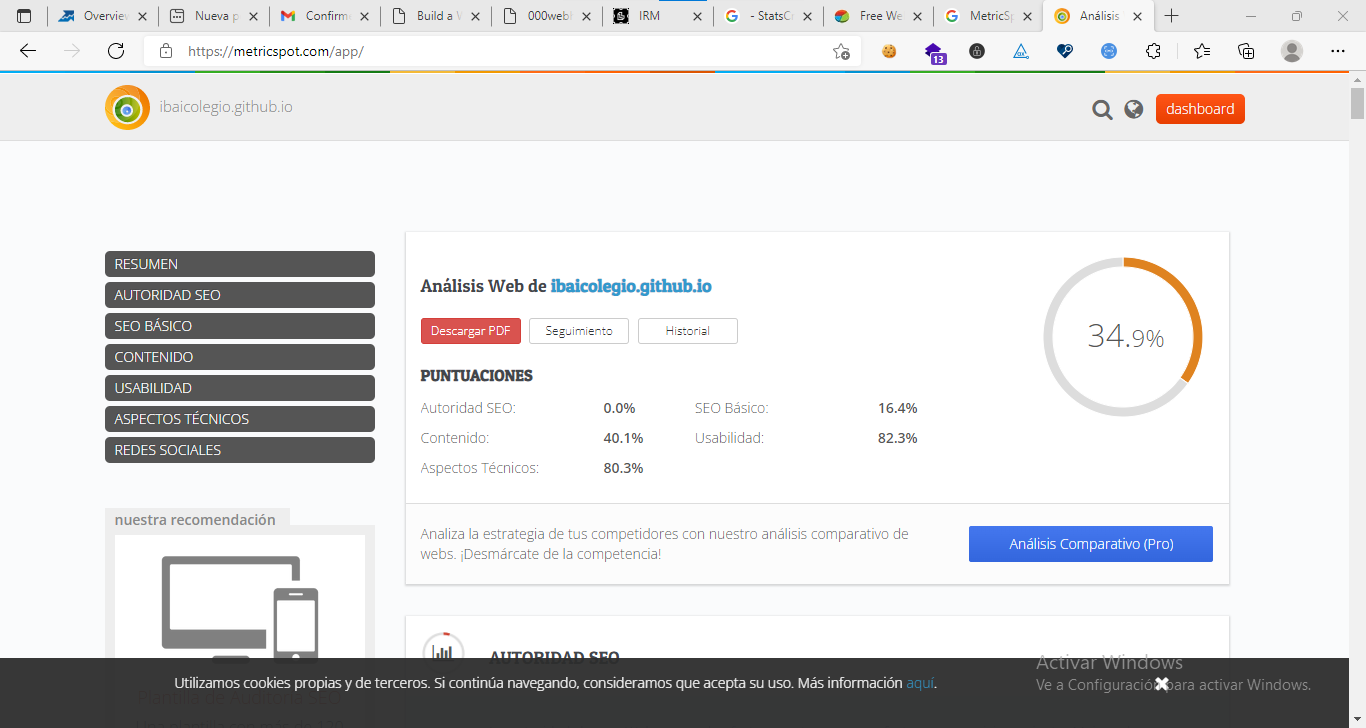 Overview
Nueva p
Confirm
Build a W
000web
IRM
- StatsCr
Free We
MetricSp
Análisis
https://metricspot.com/app/
13
ibaicolegio.github.io
dashboard
RESUMEN
AUTORIDAD SEO
SEO BÁSICO
CONTENIDO
USABILIDAD
ASPECTOS TÉCNICOS
REDES SOCIALES
nuestra recomendación
Análisis Web de ibaicolegio.github.io
Descargar PDF Seguimiento Historial
34.9%
PUNTUACIONES
Autoridad SEO: 0.0% SEO Básico: 16.4%
Contenido: 40.1% Usabilidad: 82.3%
Aspectos Técnicos: 80.3%
Analiza la estrategia de tus competidores con nuestro análisis comparativo de
webs. ¡Desmárcate de la competencia!
Análisis Comparativo (Pro)
AUTORIDAD SEO
Utilizamos cookies propias y de terceros. Si continúa navegando, consideramos que acepta su uso. Más información aquí.
Activar Windows
Ve a Configuración para activar Windows.